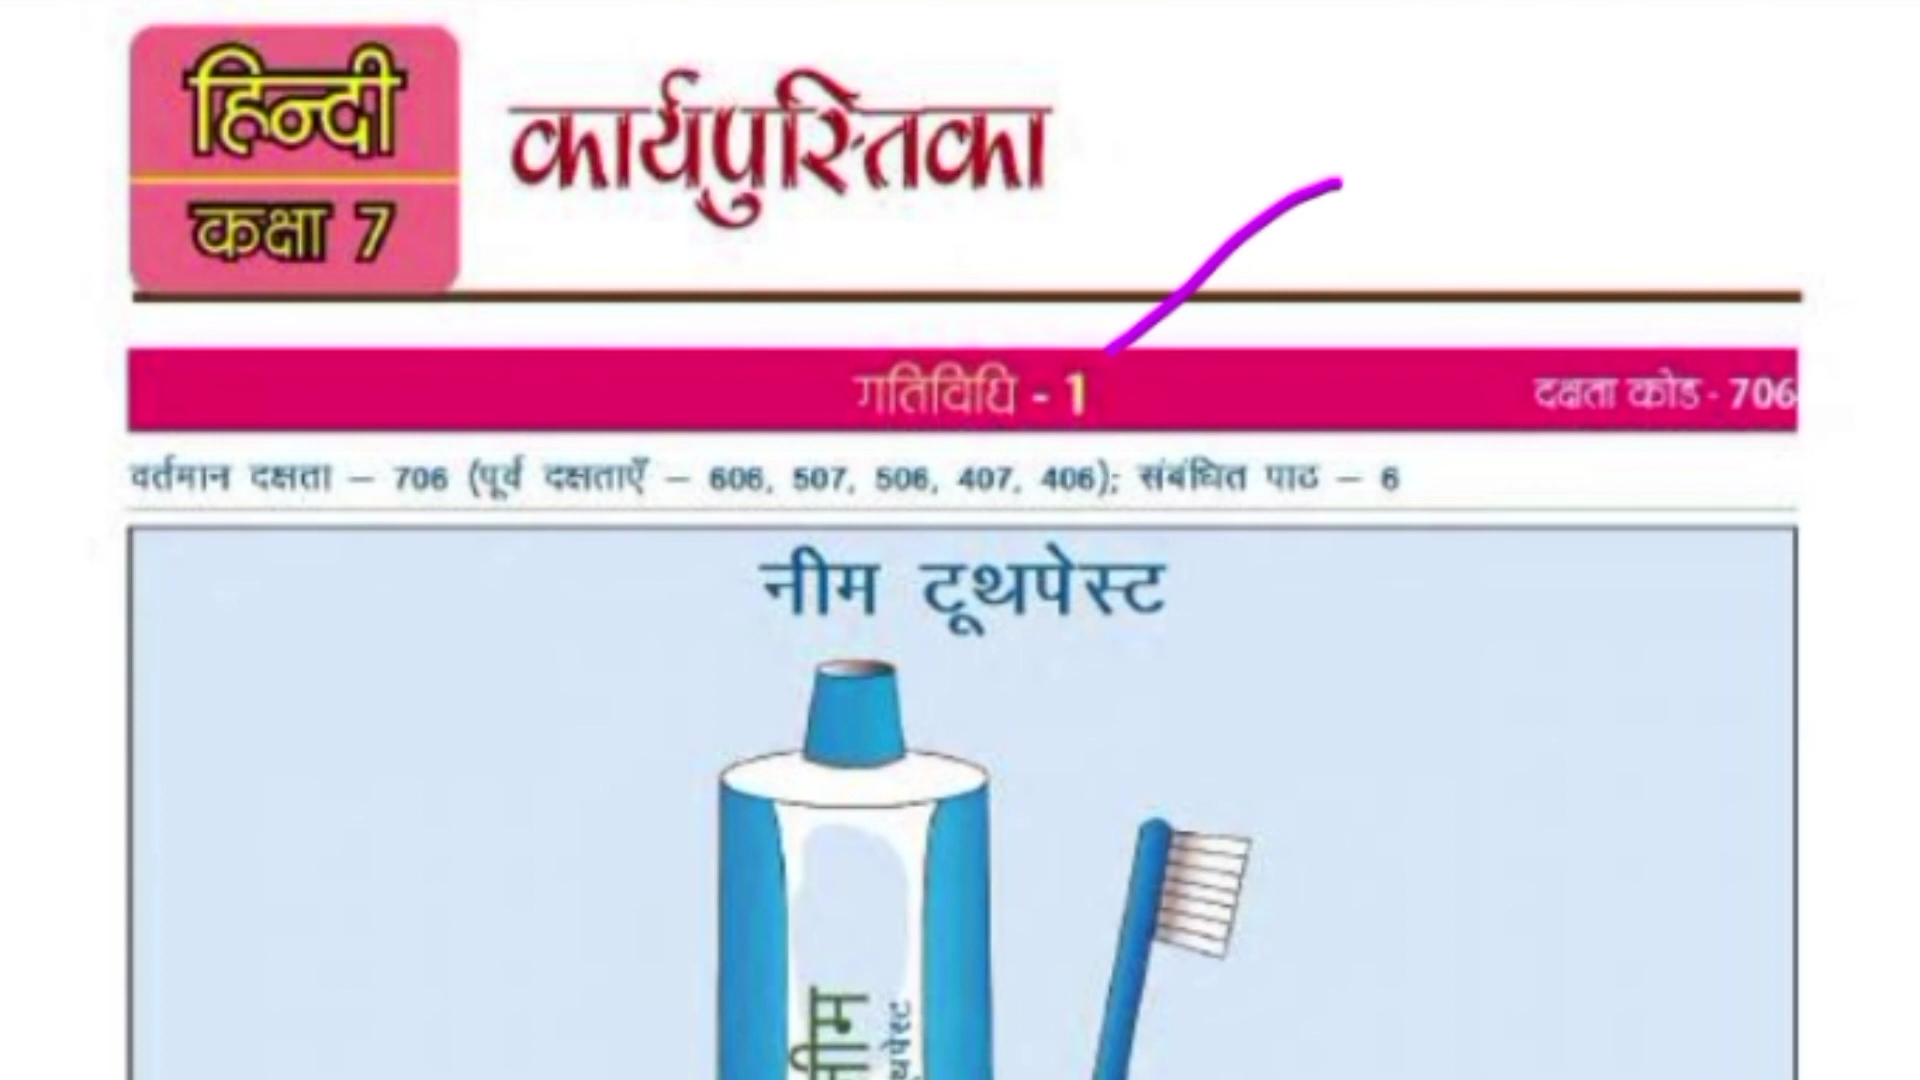 हिन्दी
कक्षा 7
कार्यपुस्तिका
गतिविधि - 1
दक्षता कोड - 706
वर्तमान दक्षता – 706 (पूर्व दक्षताएँ – 606, 507, 506, 407, 406); संबंधित पाठ – 6
नीम टूथपेस्ट
नीम